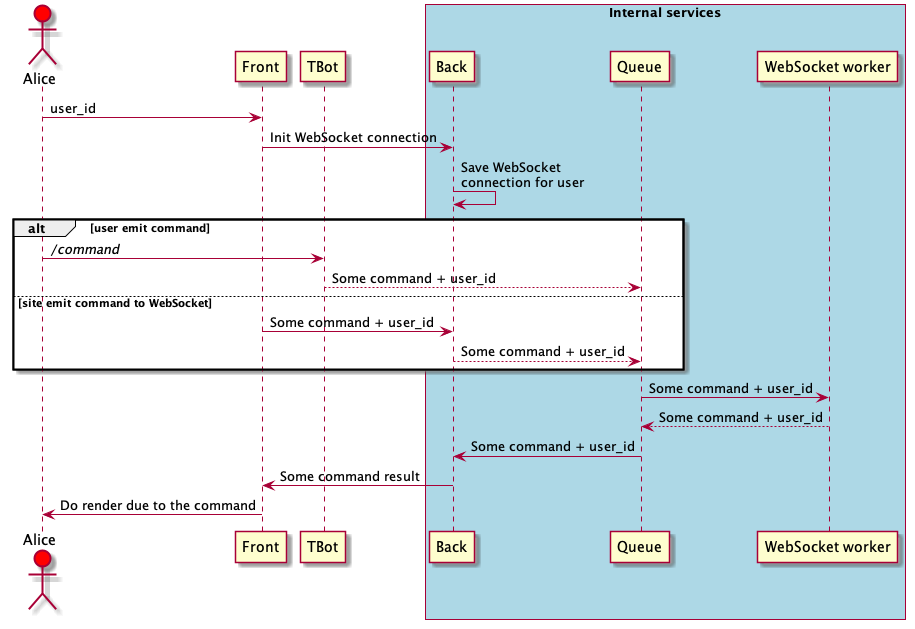 Internal services
Alice
Front
TBot
Back
Queue
WebSocket worker
user_id
Init WebSocket connection
Save WebSocket
connection for user
alt
[user emit command]
/command
Some command + user_id
[site emit command to WebSocket]
Some command + user_id
Some command + user_id
Some command + user_id
Some command + user_id
Some command + user_id
Some command result
Do render due to the command
Alice
Front
TBot
Back
Queue
WebSocket worker